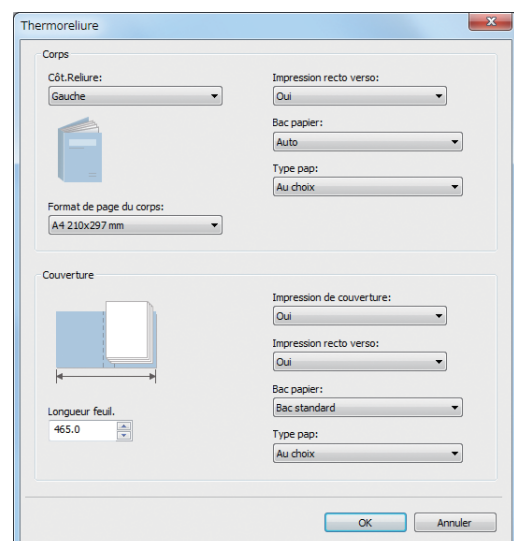 Thermoreliure
Corps
Côt.Reliure:
Gauche
Impression recto verso:
Oui
Bac papier:
Auto
Type pap:
Au choix
Format de page du corps:
A4 210x297 mm
Couverture
Impression de couverture:
Oui
Impression recto verso:
Oui
Bac papier:
Bac standard
Longueur feuil.
465.0
Type pap:
Au choix
OK
Annuler